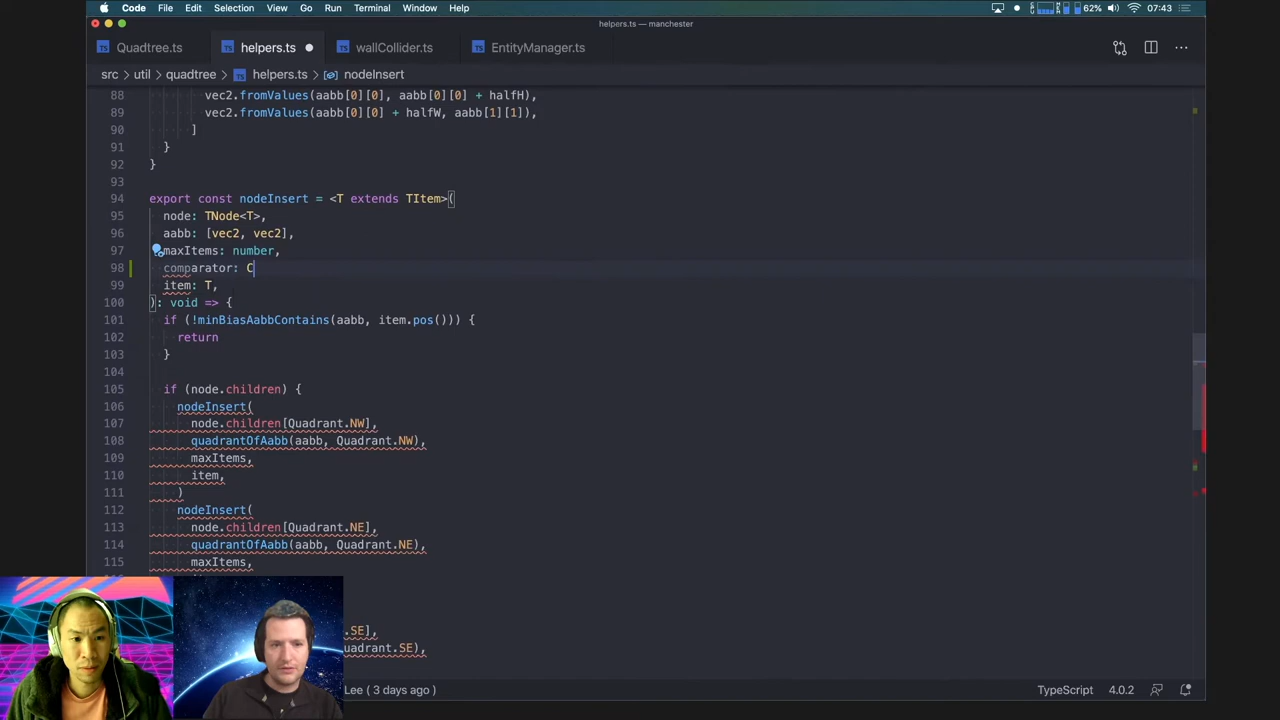 Code File Edit Selection View Go Run Terminal Window Help 62% 07:43
helpers.ts — manchester
TS Quadtree.ts TS helpers.ts TS wallCollider.ts TS EntityManager.ts
src > util > quadtree > TS helpers.ts > nodeInsert
88 vec2.fromValues(aabb[0][0], aabb[0][0] + halfH),
89 vec2.fromValues(aabb[0][0] + halfW, aabb[1][1]),
90 ]
91 }
92 }
93
94 export const nodeInsert = <T extends TItem>(
95 node: TNode<T>,
96 aabb: [vec2, vec2],
97 maxItems: number,
98 comparator: C
99 item: T,
100 ): void => {
101 if (!minBiasAabbContains(aabb, item.pos())) {
102 return
103 }
104
105 if (node.children) {
106 nodeInsert(
107 node.children[Quadrant.NW],
108 quadrantOfAabb(aabb, Quadrant.NW),
109 maxItems,
110 item,
111 )
112 nodeInsert(
113 node.children[Quadrant.NE],
114 quadrantOfAabb(aabb, Quadrant.NE),
115 maxItems,
.SE],
uadrant.SE),
Lee ( 3 days ago ) TypeScript 4.0.2